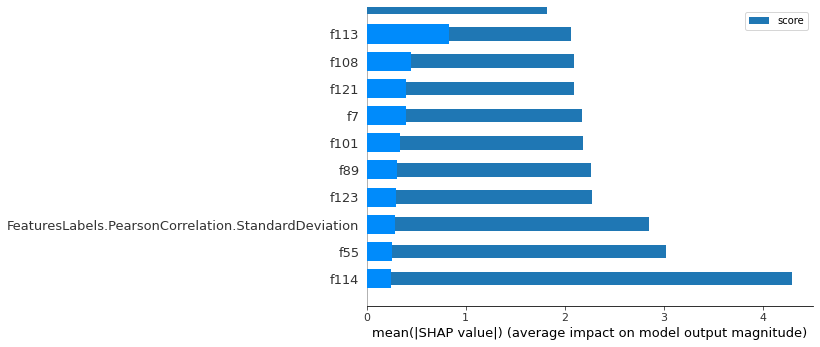 score
f113
f108
f121
f7
f101
f89
f123
FeaturesLabels.PearsonCorrelation.StandardDeviation
f55
f114
0 1 2 3 4
mean(|SHAP value|) (average impact on model output magnitude)